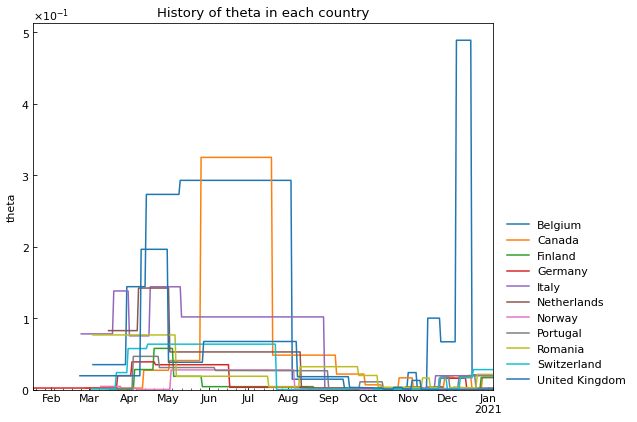 History of theta in each country
×10⁻¹
5
4
3
2
1
0
theta
Feb Mar Apr May Jun Jul Aug Sep Oct Nov Dec Jan
2021
Belgium
Canada
Finland
Germany
Italy
Netherlands
Norway
Portugal
Romania
Switzerland
United Kingdom